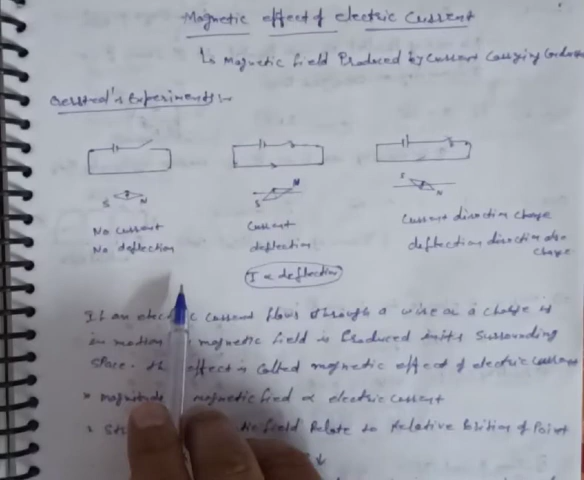 Magnetic effect of electric current
Magnetic field Produced by current carrying
Oersted's Experiments:-
S N
S N
S N
No current
No deflection
current
deflection
current direction change
deflection direction also
change
I ∝ deflection
If an electric current flows through a wire or a charge is
in motion magnetic field is Produced in its surrounding
space. effect is called magnetic effect of electric current
magnetic field ∝ electric current
field Relate to Relative Position of Point